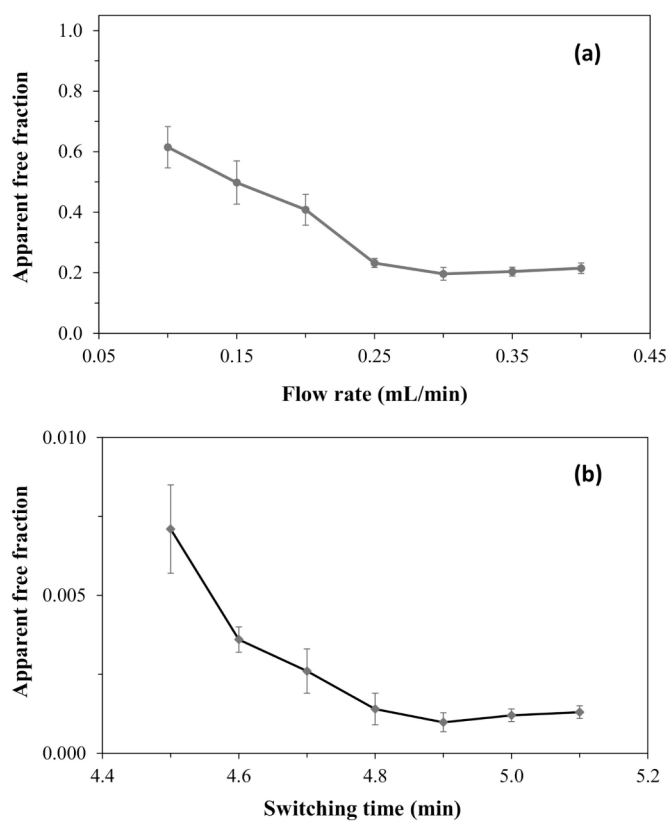 (a)
Apparent free fraction
1.0
0.8
0.6
0.4
0.2
0.0
0.05 0.15 0.25 0.35 0.45
Flow rate (mL/min)
(b)
Apparent free fraction
0.010
0.005
0.000
4.4 4.6 4.8 5.0 5.2
Switching time (min)